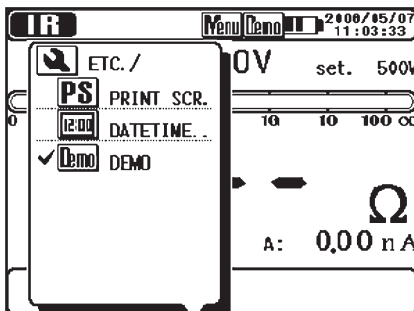 IR Menu Demo 2008/05/07
11:03:33
ETC./ 0V set. 500V
PS PRINT SCR.
12:00 DATETIME..
0 1G 10 100 ∞
Demo DEMO
Ω
A: 0.00 nA